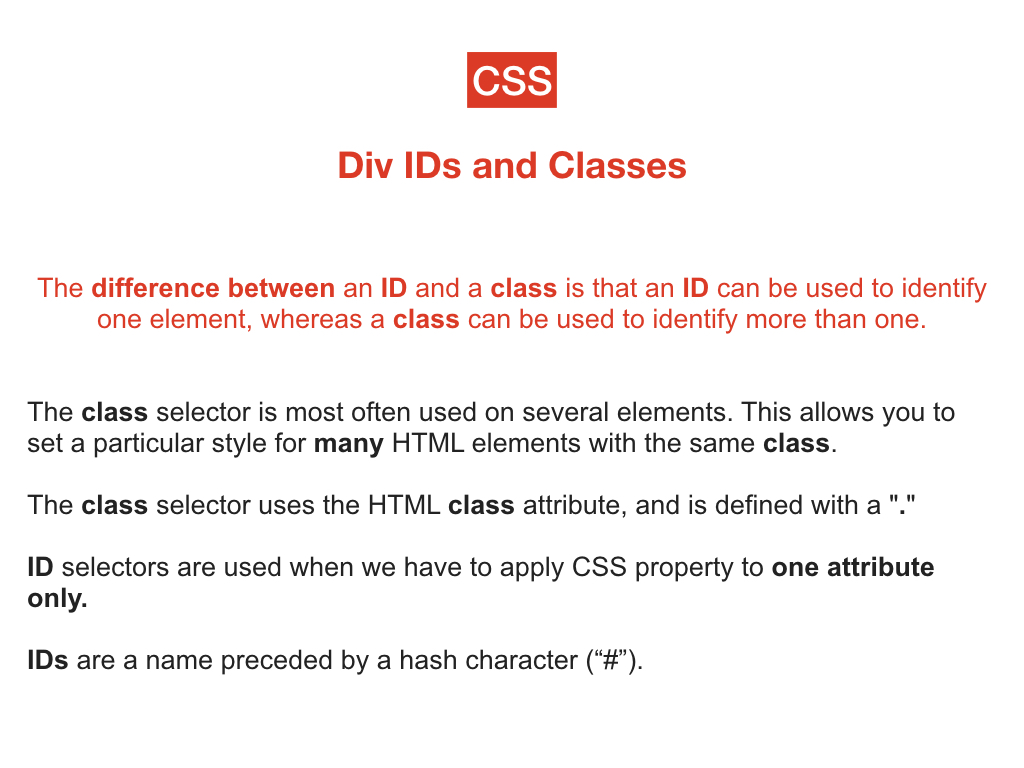 CSS
Div IDs and Classes
The difference between an ID and a class is that an ID can be used to identify
one element, whereas a class can be used to identify more than one.
The class selector is most often used on several elements. This allows you to
set a particular style for many HTML elements with the same class.
The class selector uses the HTML class attribute, and is defined with a "."
ID selectors are used when we have to apply CSS property to one attribute
only.
IDs are a name preceded by a hash character (“#”).